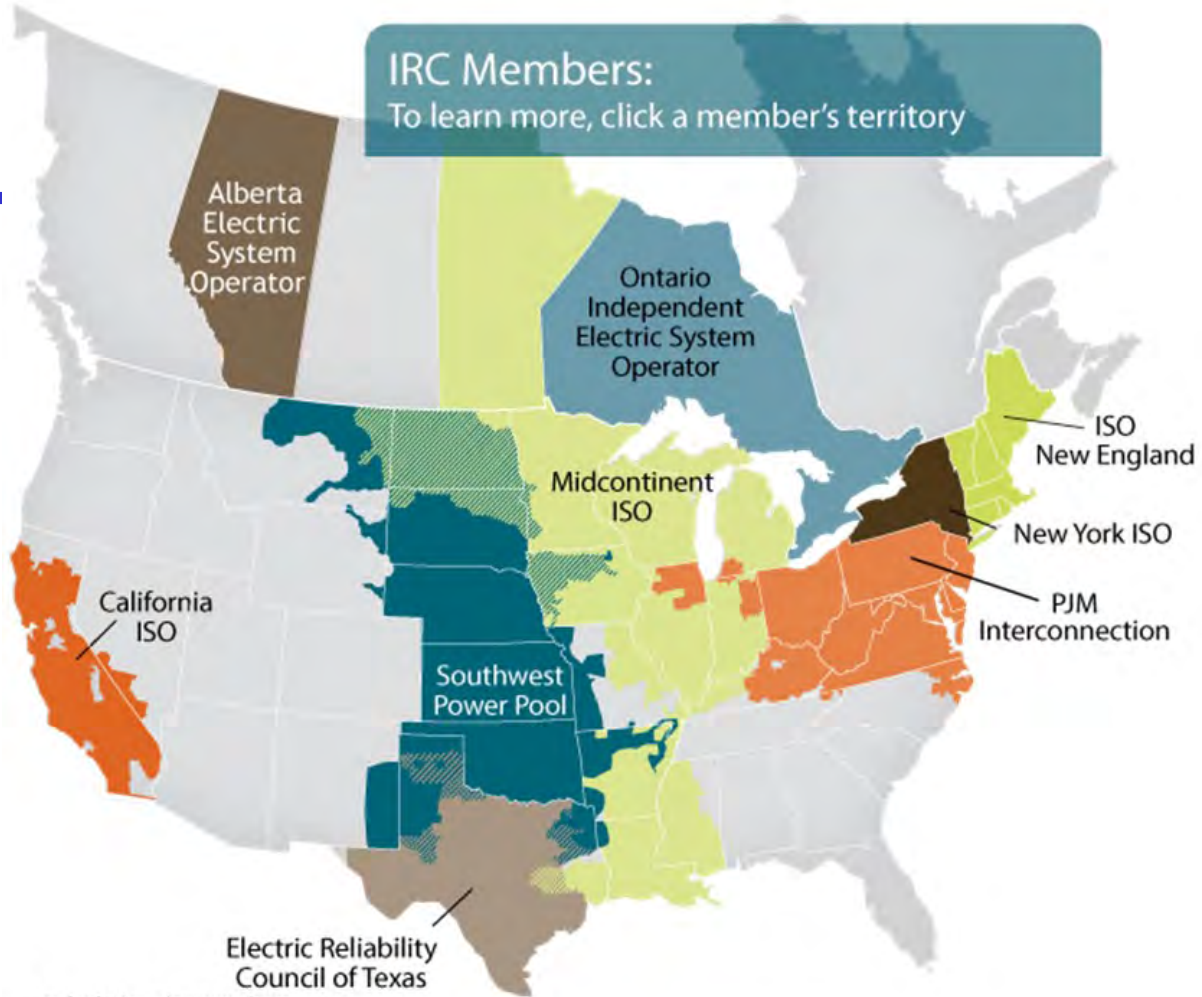 IRC Members:
To learn more, click a member's territory
Alberta
Electric
System
Operator
Ontario
Independent
Electric System
Operator
ISO
New England
Midcontinent
ISO
New York ISO
PJM
Interconnection
California
ISO
Southwest
Power Pool
Electric Reliability
Council of Texas